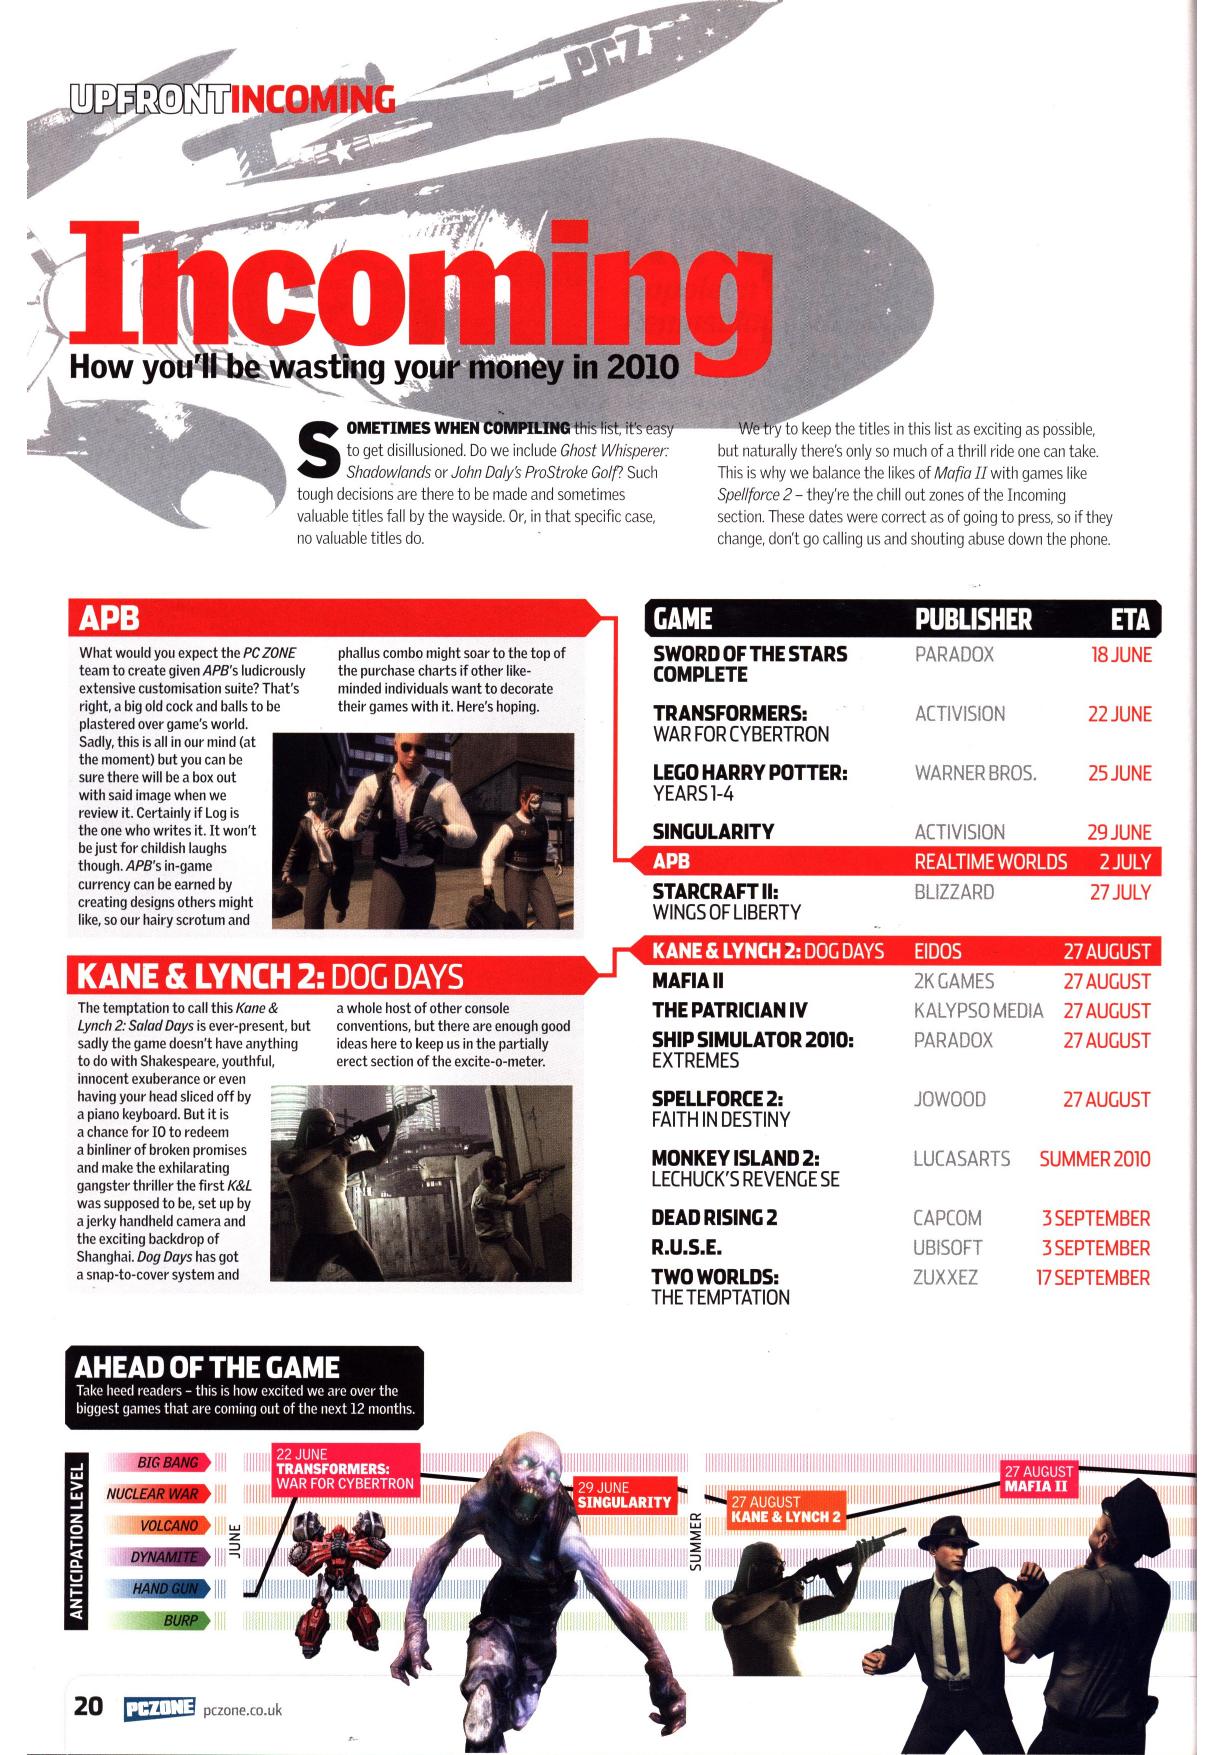 PCZ
UPFRONTINCOMING
Incoming
How you'll be wasting your money in 2010
SOMETIMES WHEN COMPILING this list, it's easy
to get disillusioned. Do we include Ghost Whisperer:
Shadowlands or John Daly's ProStroke Golf? Such
tough decisions are there to be made and sometimes
valuable titles fall by the wayside. Or, in that specific case,
no valuable titles do.
We try to keep the titles in this list as exciting as possible,
but naturally there's only so much of a thrill ride one can take.
This is why we balance the likes of Mafia II with games like
Spellforce 2 – they're the chill out zones of the Incoming
section. These dates were correct as of going to press, so if they
change, don't go calling us and shouting abuse down the phone.
APB
What would you expect the PC ZONE
team to create given APB's ludicrously
extensive customisation suite? That's
right, a big old cock and balls to be
plastered over game's world.
Sadly, this is all in our mind (at
the moment) but you can be
sure there will be a box out
with said image when we
review it. Certainly if Log is
the one who writes it. It won't
be just for childish laughs
though. APB's in-game
currency can be earned by
creating designs others might
like, so our hairy scrotum and
phallus combo might soar to the top of
the purchase charts if other like-
minded individuals want to decorate
their games with it. Here's hoping.
KANE & LYNCH 2: DOG DAYS
The temptation to call this Kane &
Lynch 2: Salad Days is ever-present, but
sadly the game doesn't have anything
to do with Shakespeare, youthful,
innocent exuberance or even
having your head sliced off by
a piano keyboard. But it is
a chance for IO to redeem
a binliner of broken promises
and make the exhilarating
gangster thriller the first K&L
was supposed to be, set up by
a jerky handheld camera and
the exciting backdrop of
Shanghai. Dog Days has got
a snap-to-cover system and
a whole host of other console
conventions, but there are enough good
ideas here to keep us in the partially
erect section of the excite-o-meter.
GAME PUBLISHER ETA
SWORD OF THE STARS PARADOX 18 JUNE
COMPLETE
TRANSFORMERS: ACTIVISION 22 JUNE
WAR FOR CYBERTRON
LEGO HARRY POTTER: WARNER BROS. 25 JUNE
YEARS 1-4
SINGULARITY ACTIVISION 29 JUNE
APB REALTIME WORLDS 2 JULY
STARCRAFT II: BLIZZARD 27 JULY
WINGS OF LIBERTY
KANE & LYNCH 2: DOG DAYS EIDOS 27 AUGUST
MAFIA II 2K GAMES 27 AUGUST
THE PATRICIAN IV KALYPSO MEDIA 27 AUGUST
SHIP SIMULATOR 2010: PARADOX 27 AUGUST
EXTREMES
SPELLFORCE 2: JOWOOD 27 AUGUST
FAITH IN DESTINY
MONKEY ISLAND 2: LUCASARTS SUMMER 2010
LECHUCK'S REVENGE SE
DEAD RISING 2 CAPCOM 3 SEPTEMBER
R.U.S.E. UBISOFT 3 SEPTEMBER
TWO WORLDS: ZUXXEZ 17 SEPTEMBER
THE TEMPTATION
AHEAD OF THE GAME
Take heed readers – this is how excited we are over the
biggest games that are coming out of the next 12 months.
ANTICIPATION LEVEL
BIG BANG
NUCLEAR WAR
VOLCANO
DYNAMITE
HAND GUN
BURP
JUNE
22 JUNE
TRANSFORMERS:
WAR FOR CYBERTRON
29 JUNE
SINGULARITY
SUMMER
27 AUGUST
KANE & LYNCH 2
27 AUGUST
MAFIA II
20 PCZONE pczone.co.uk